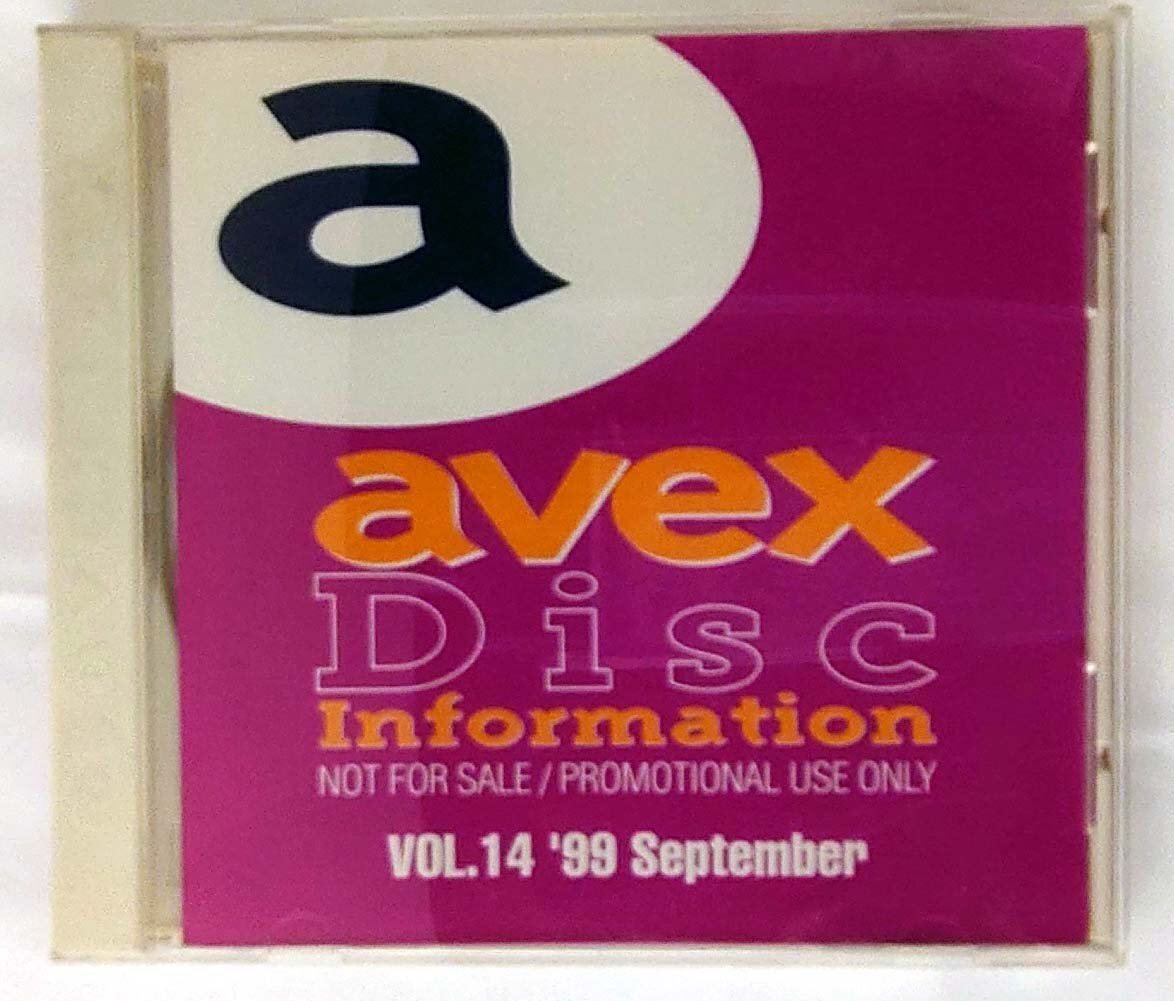 a
avex
Disc
Information
NOT FOR SALE / PROMOTIONAL USE ONLY
VOL.14 '99 September